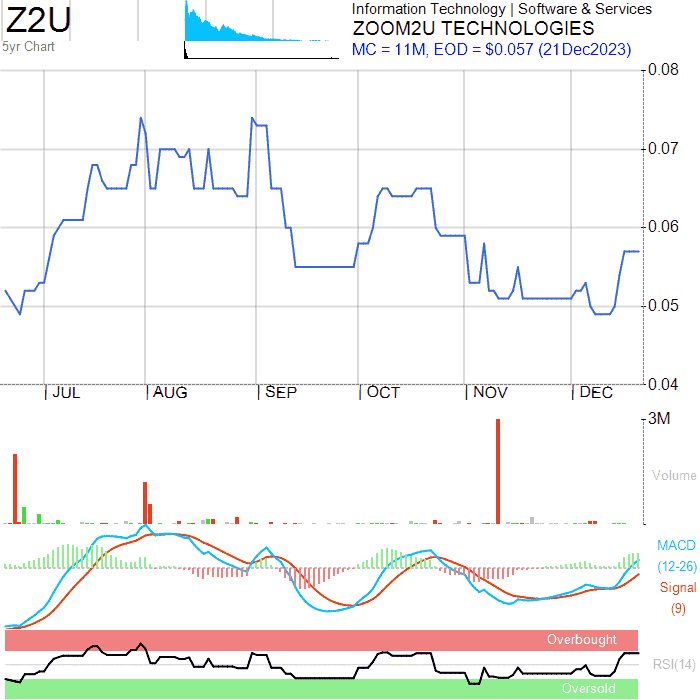 Z2U
5yr Chart
Information Technology | Software & Services
ZOOM2U TECHNOLOGIES
MC = 11M, EOD = $0.057 (21Dec2023)
0.08
0.07
0.06
0.05
0.04
JUL AUG SEP OCT NOV DEC
3M
Volume
MACD
(12-26)
Signal
(9)
Overbought
RSI(14)
Oversold